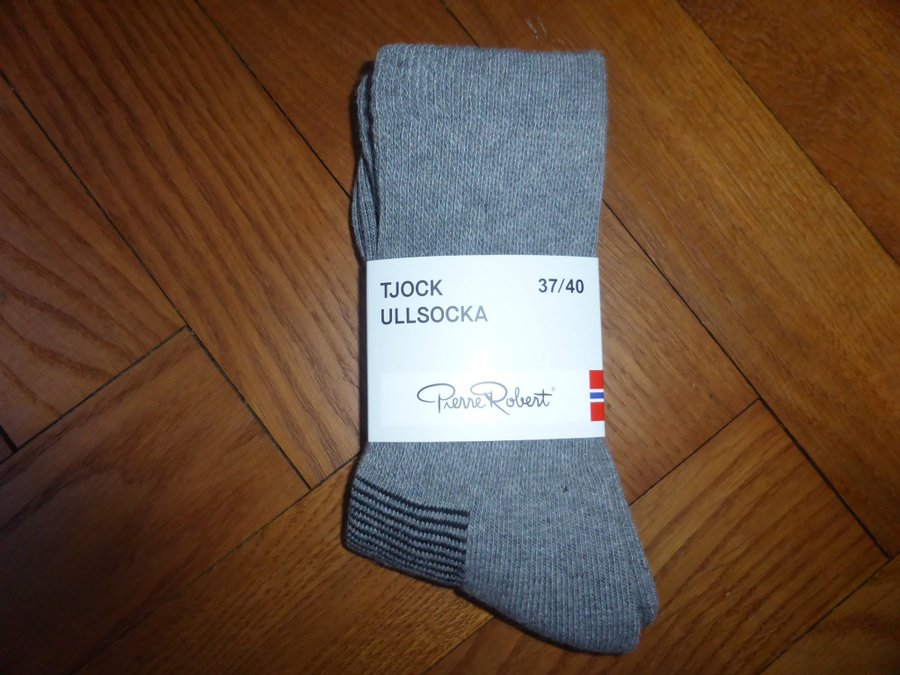 TJOCK 37/40
ULLSOCKA
Pierre Robert®